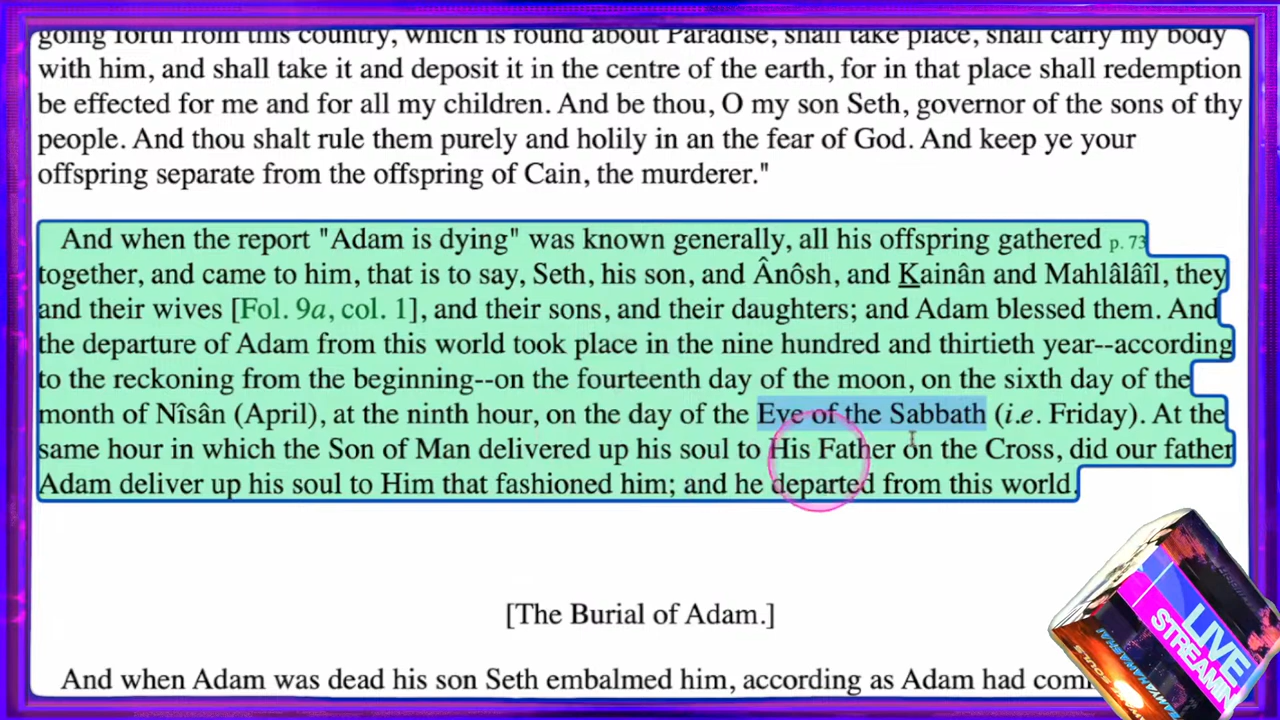 going forth from this country, which is round about Paradise, shall take place, shall carry my body
with him, and shall take it and deposit it in the centre of the earth, for in that place shall redemption
be effected for me and for all my children. And be thou, O my son Seth, governor of the sons of thy
people. And thou shalt rule them purely and holily in an the fear of God. And keep ye your
offspring separate from the offspring of Cain, the murderer."
And when the report "Adam is dying" was known generally, all his offspring gathered p. 73
together, and came to him, that is to say, Seth, his son, and Ânôsh, and Kainân and Mahlâlâîl, they
and their wives [Fol. 9a, col. 1], and their sons, and their daughters; and Adam blessed them. And
the departure of Adam from this world took place in the nine hundred and thirtieth year--according
to the reckoning from the beginning--on the fourteenth day of the moon, on the sixth day of the
month of Nîsân (April), at the ninth hour, on the day of the Eve of the Sabbath (i.e. Friday). At the
same hour in which the Son of Man delivered up his soul to His Father on the Cross, did our father
Adam deliver up his soul to Him that fashioned him; and he departed from this world.
[The Burial of Adam.]
And when Adam was dead his son Seth embalmed him, according as Adam had com
LIVE
STREAMIN